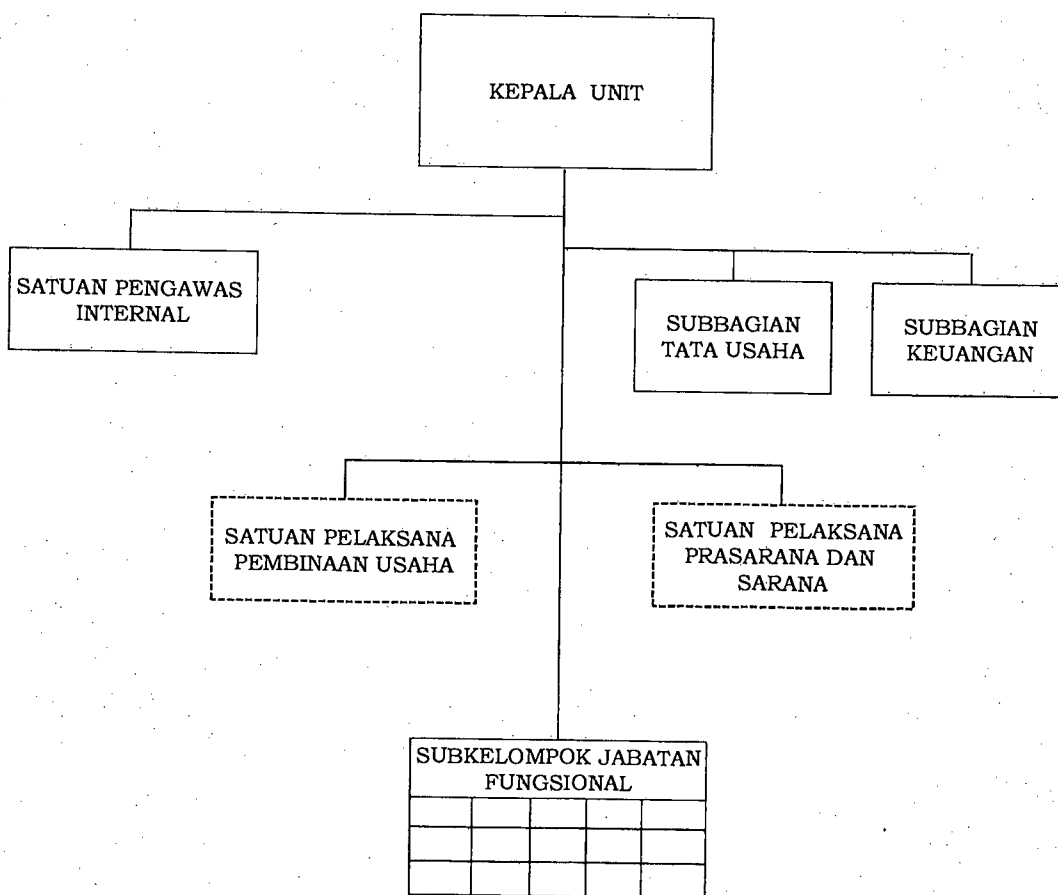 KEPALA UNIT
SATUAN PENGAWAS
INTERNAL
SUBBAGIAN
TATA USAHA
SUBBAGIAN
KEUANGAN
SATUAN PELAKSANA
PEMBINAAN USAHA
SATUAN PELAKSANA
PRASARANA DAN
SARANA
SUBKELOMPOK JABATAN
FUNGSIONAL